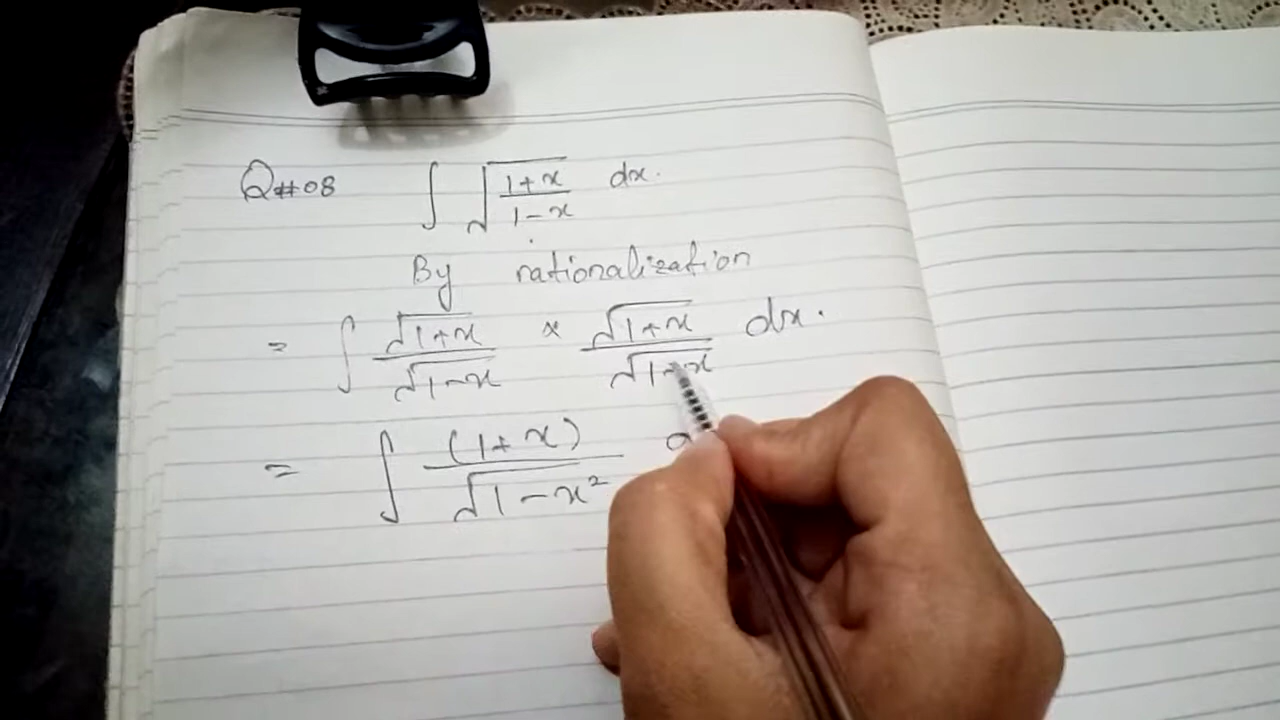 Q#08 ∫ √(1+x)/(1-x) dx.
By rationalization
= ∫ √1+x/√1-x × √1+x/√1-x dx.
= ∫ (1+x)/√1-x²